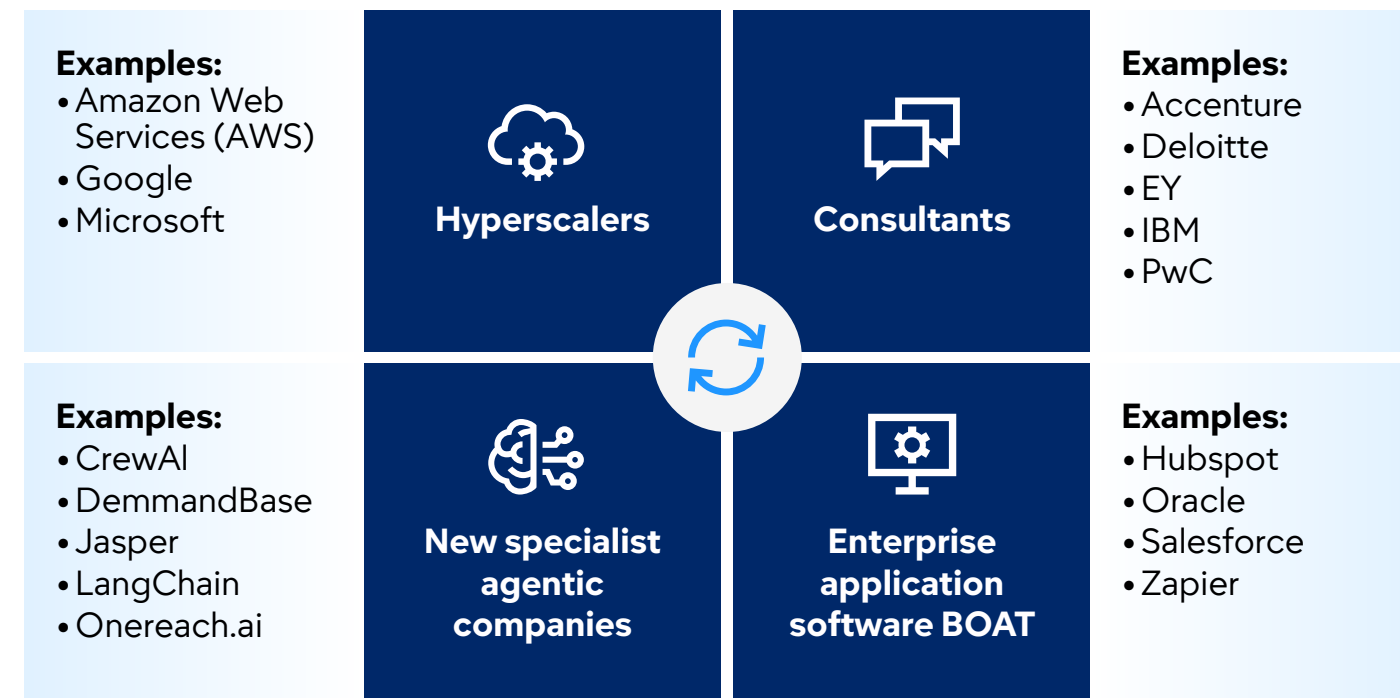 Examples:
• Amazon Web
Services (AWS)
• Google
• Microsoft
Hyperscalers
Consultants
Examples:
• Accenture
• Deloitte
• EY
• IBM
• PwC
Examples:
• CrewAl
• DemmandBase
• Jasper
• LangChain
• Onereach.ai
New specialist
agentic
companies
Enterprise
application
software BOAT
Examples:
• Hubspot
• Oracle
• Salesforce
• Zapier